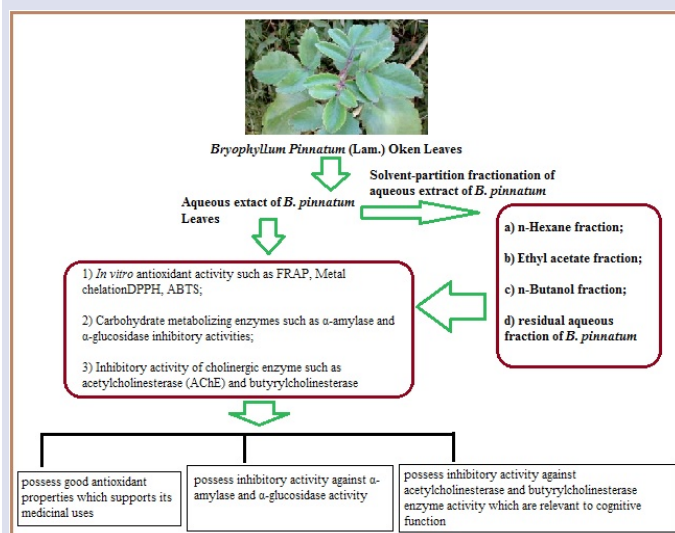 Bryophyllum Pinnatum (Lam.) Oken Leaves
Solvent-partition fractionation of
aqueous extract of B. pinnatum
Aqueous extact of B. pinnatum
Leaves
a) n-Hexane fraction;
b) Ethyl acetate fraction;
c) n-Butanol fraction;
d) residual aqueous
fraction of B. pinnatum
1) In vitro antioxidant activity such as FRAP, Metal
chelationDPPH, ABTS;
2) Carbohydrate metabolizing enzymes such as α-amylase and
α-glucosidase inhibitory activities;
3) Inhibitory activity of cholinergic enzyme such as
acetylcholinesterase (AChE) and butyrylcholinesterase
possess good antioxidant
properties which supports its
medicinal uses
possess inhibitory activity against α-
amylase and α-glucosidase activity
possess inhibitory activity against
acetylcholinesterase and butyrylcholinesterase
enzyme activity which are relevant to cognitive
function